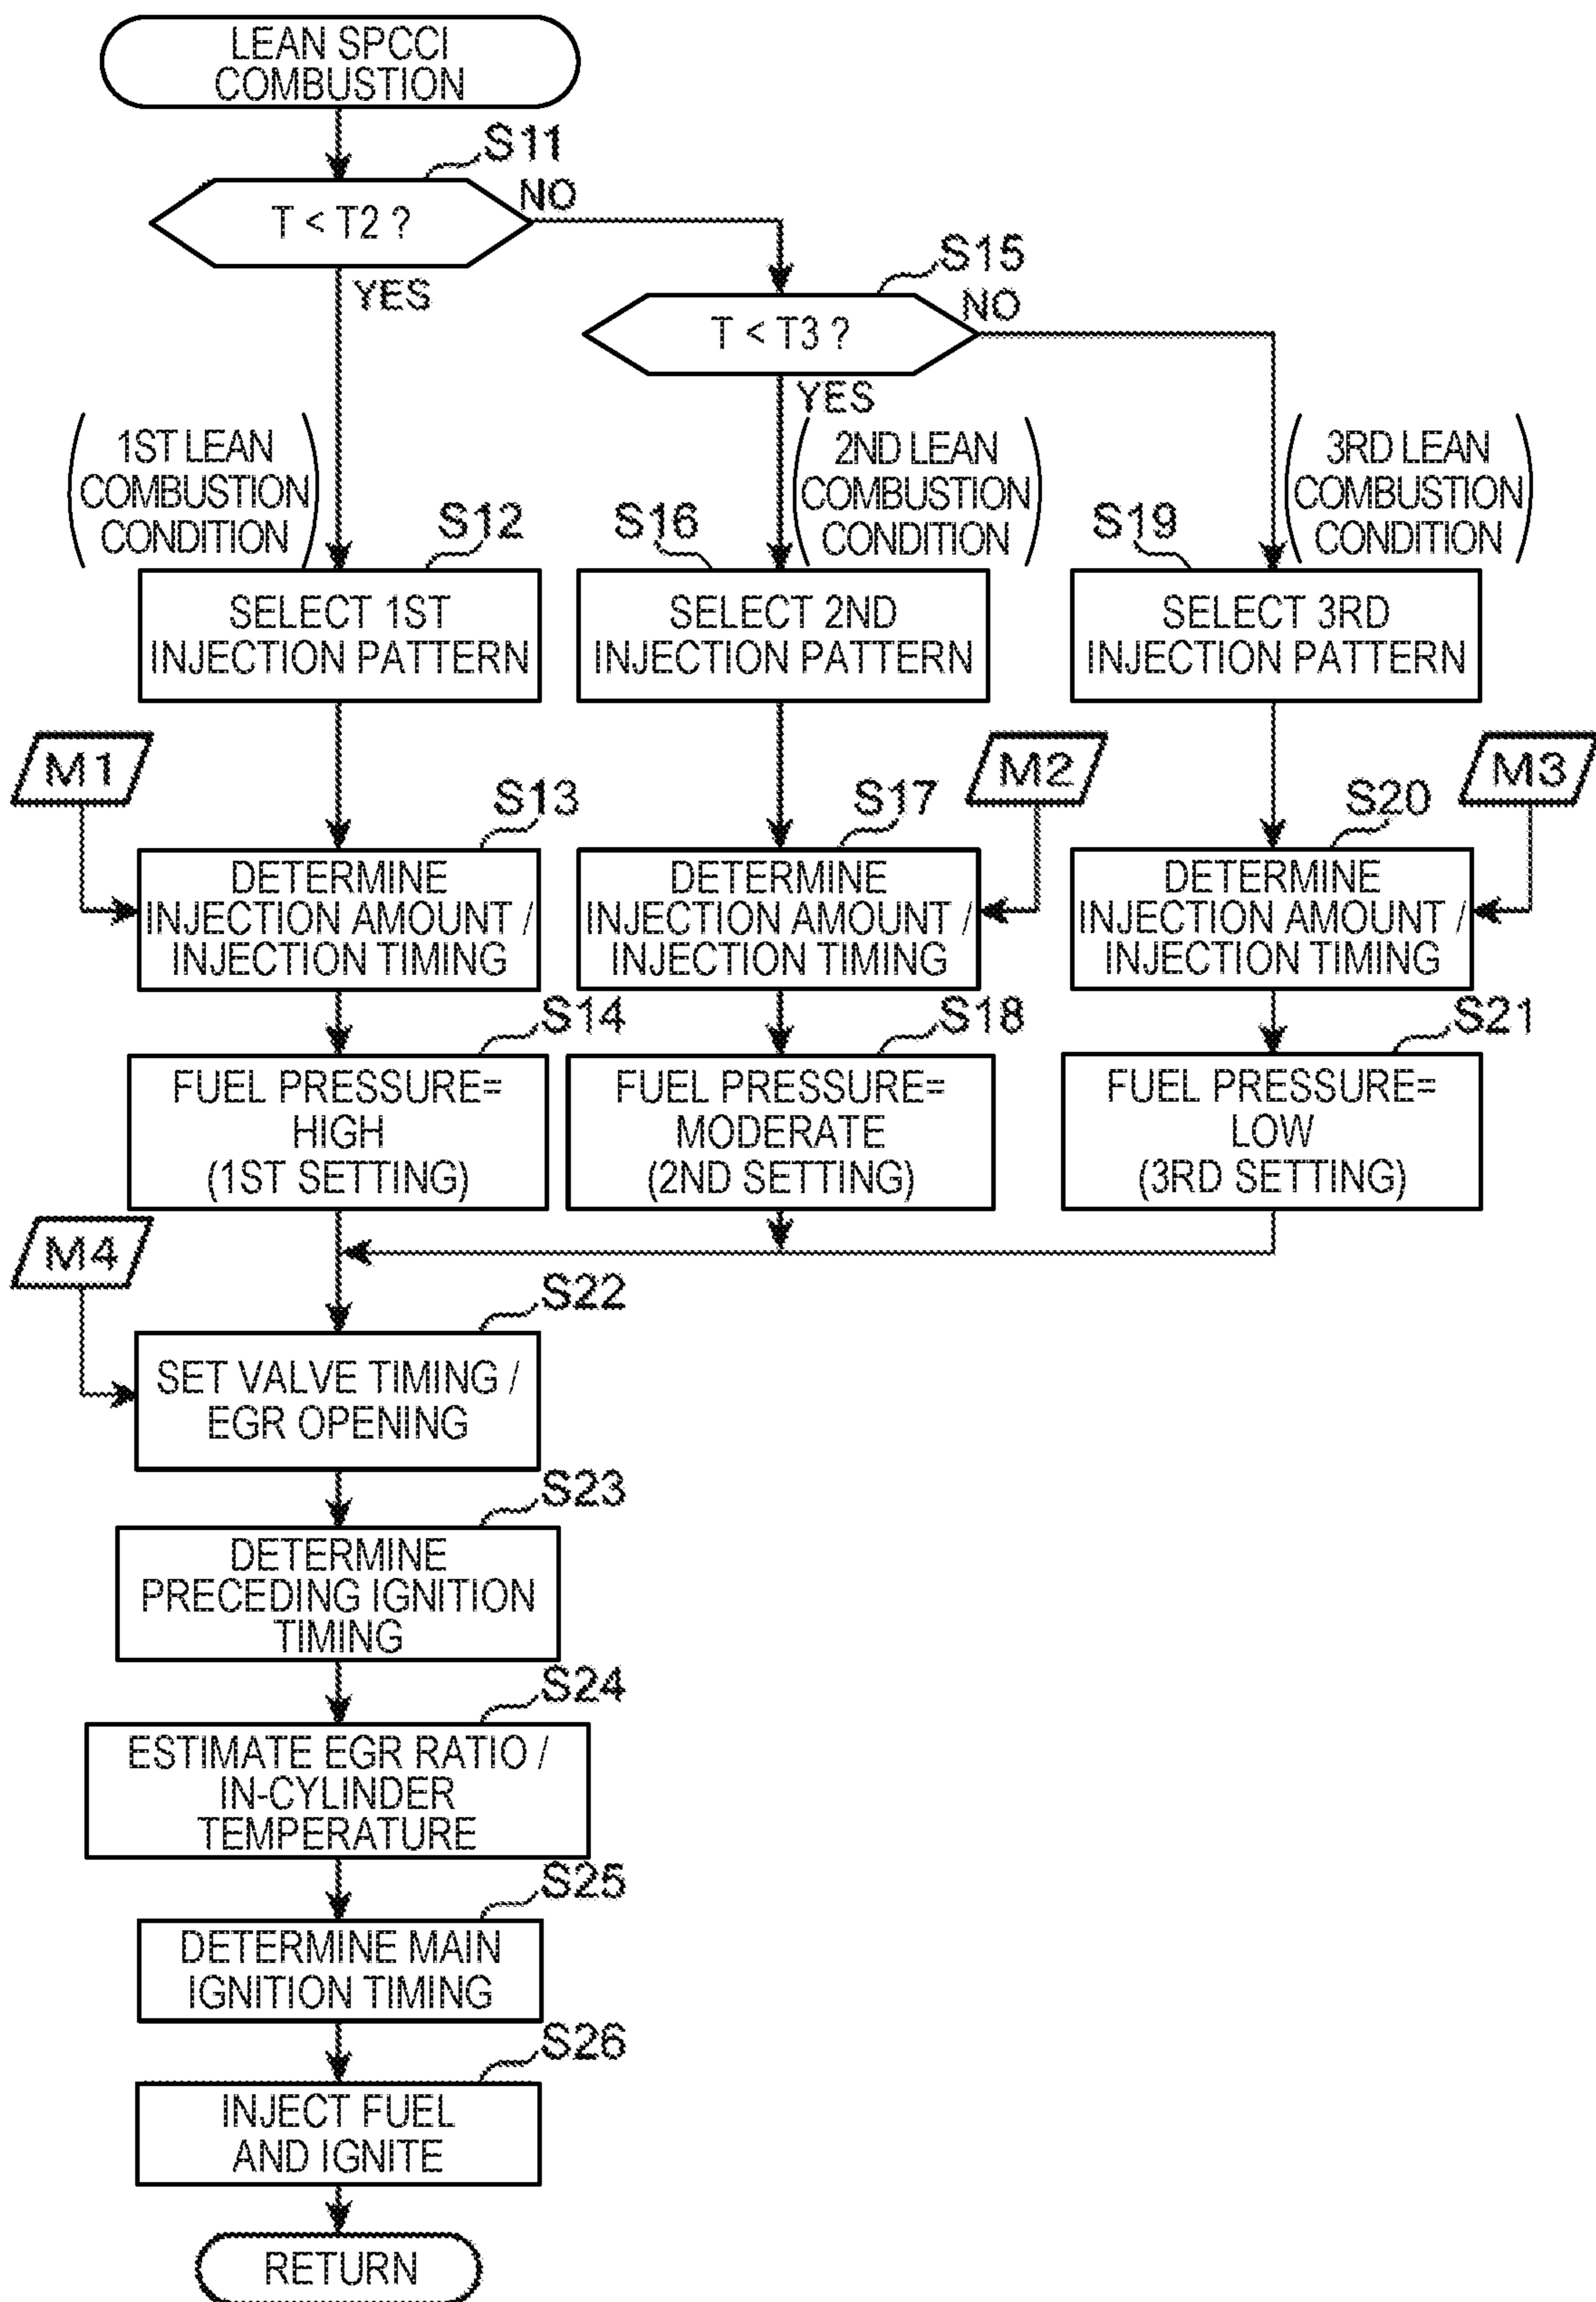 LEAN SPCCI
COMBUSTION
S11
T < T2 ?
NO
YES
S15
T < T3 ?
NO
YES
1ST LEAN
COMBUSTION
CONDITION
2ND LEAN
COMBUSTION
CONDITION
3RD LEAN
COMBUSTION
CONDITION
S12
SELECT 1ST
INJECTION PATTERN
S16
SELECT 2ND
INJECTION PATTERN
S19
SELECT 3RD
INJECTION PATTERN
M1
S13
DETERMINE
INJECTION AMOUNT /
INJECTION TIMING
M2
S17
DETERMINE
INJECTION AMOUNT /
INJECTION TIMING
M3
S20
DETERMINE
INJECTION AMOUNT /
INJECTION TIMING
S14
FUEL PRESSURE=
HIGH
(1ST SETTING)
S18
FUEL PRESSURE=
MODERATE
(2ND SETTING)
S21
FUEL PRESSURE=
LOW
(3RD SETTING)
M4
S22
SET VALVE TIMING /
EGR OPENING
S23
DETERMINE
PRECEDING IGNITION
TIMING
S24
ESTIMATE EGR RATIO /
IN-CYLINDER
TEMPERATURE
S25
DETERMINE MAIN
IGNITION TIMING
S26
INJECT FUEL
AND IGNITE
RETURN